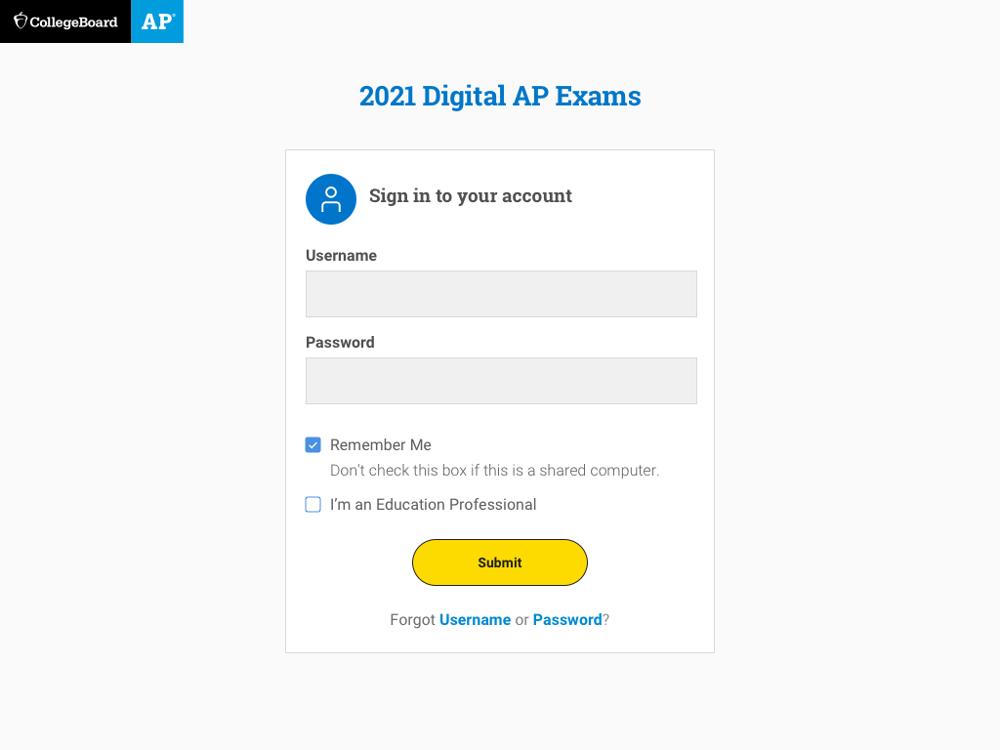 CollegeBoard AP®
2021 Digital AP Exams
Sign in to your account
Username
Password
Remember Me
Don't check this box if this is a shared computer.
I’m an Education Professional
Submit
Forgot Username or Password?